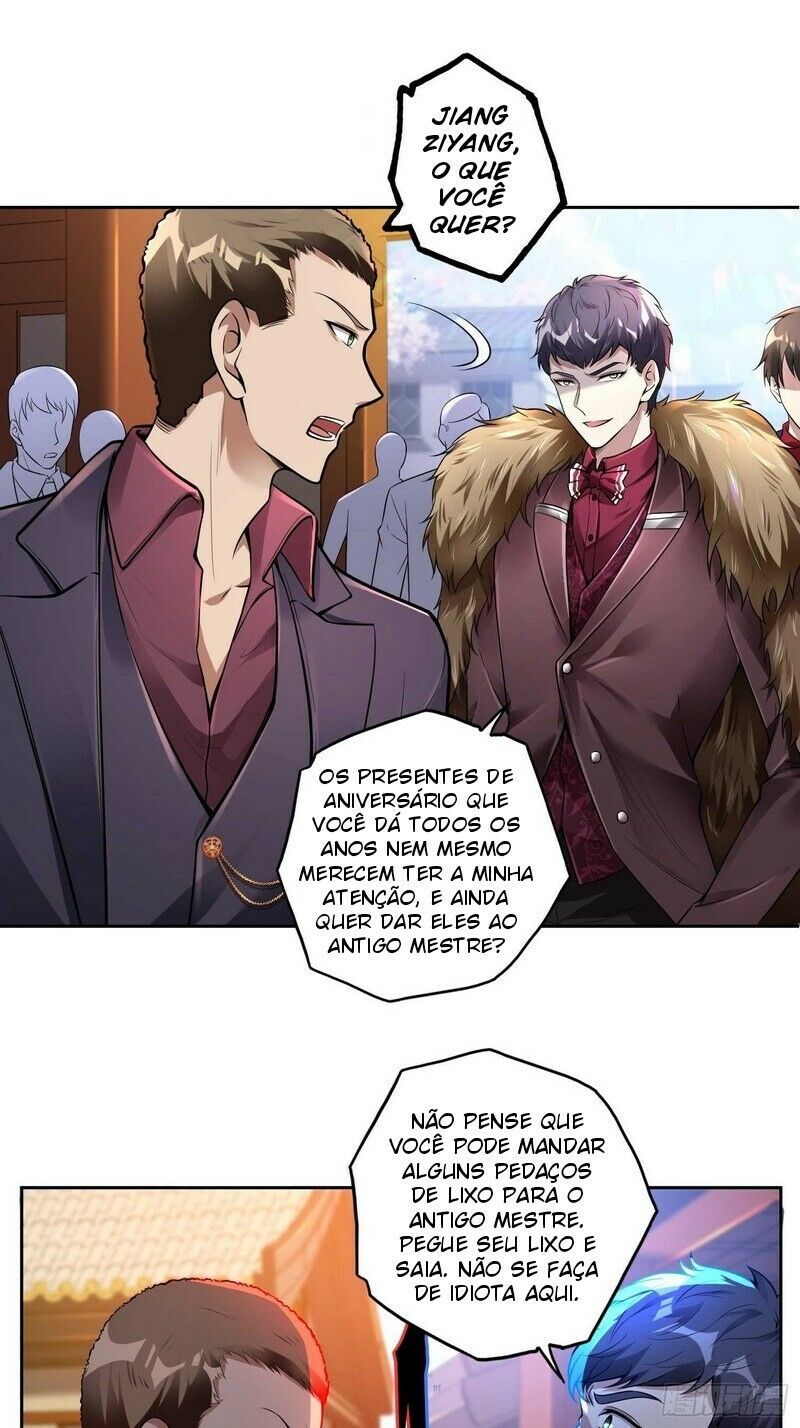 JIANG
ZIYANG,
O QUE
VOCÊ
QUER?
OS PRESENTES DE
ANIVERSÁRIO QUE
VOCÊ DÁ TODOS OS
ANOS NEM MESMO
MERECEM TER A MINHA
ATENÇÃO, E AINDA
QUER DAR ELES AO
ANTIGO MESTRE?
NÃO PENSE QUE
VOCÊ PODE MANDAR
ALGUNS PEDAÇOS
DE LIXO PARA O
ANTIGO MESTRE.
PEGUE SEU LIXO E
SAIA. NÃO SE FAÇA
DE IDIOTA AQUI.